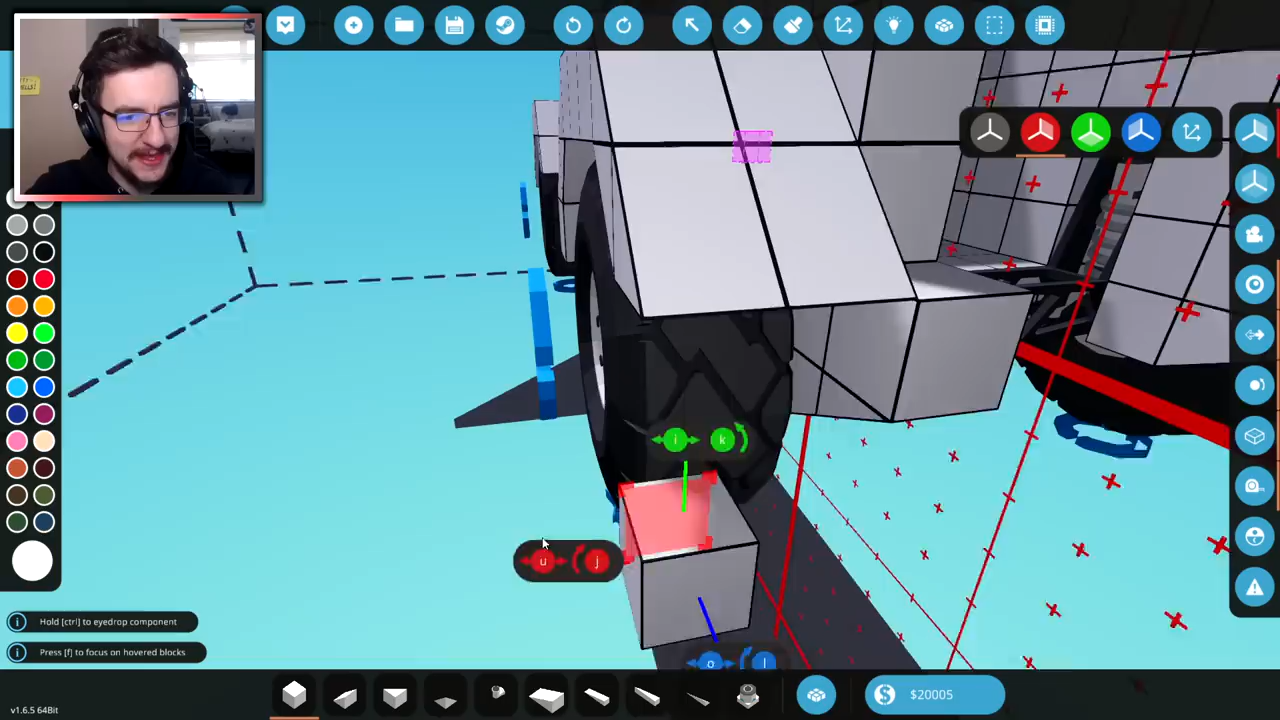 i k
u j
o l
Hold [ctrl] to eyedrop component
Press [f] to focus on hovered blocks
$20005
v1.6.5 64Bit